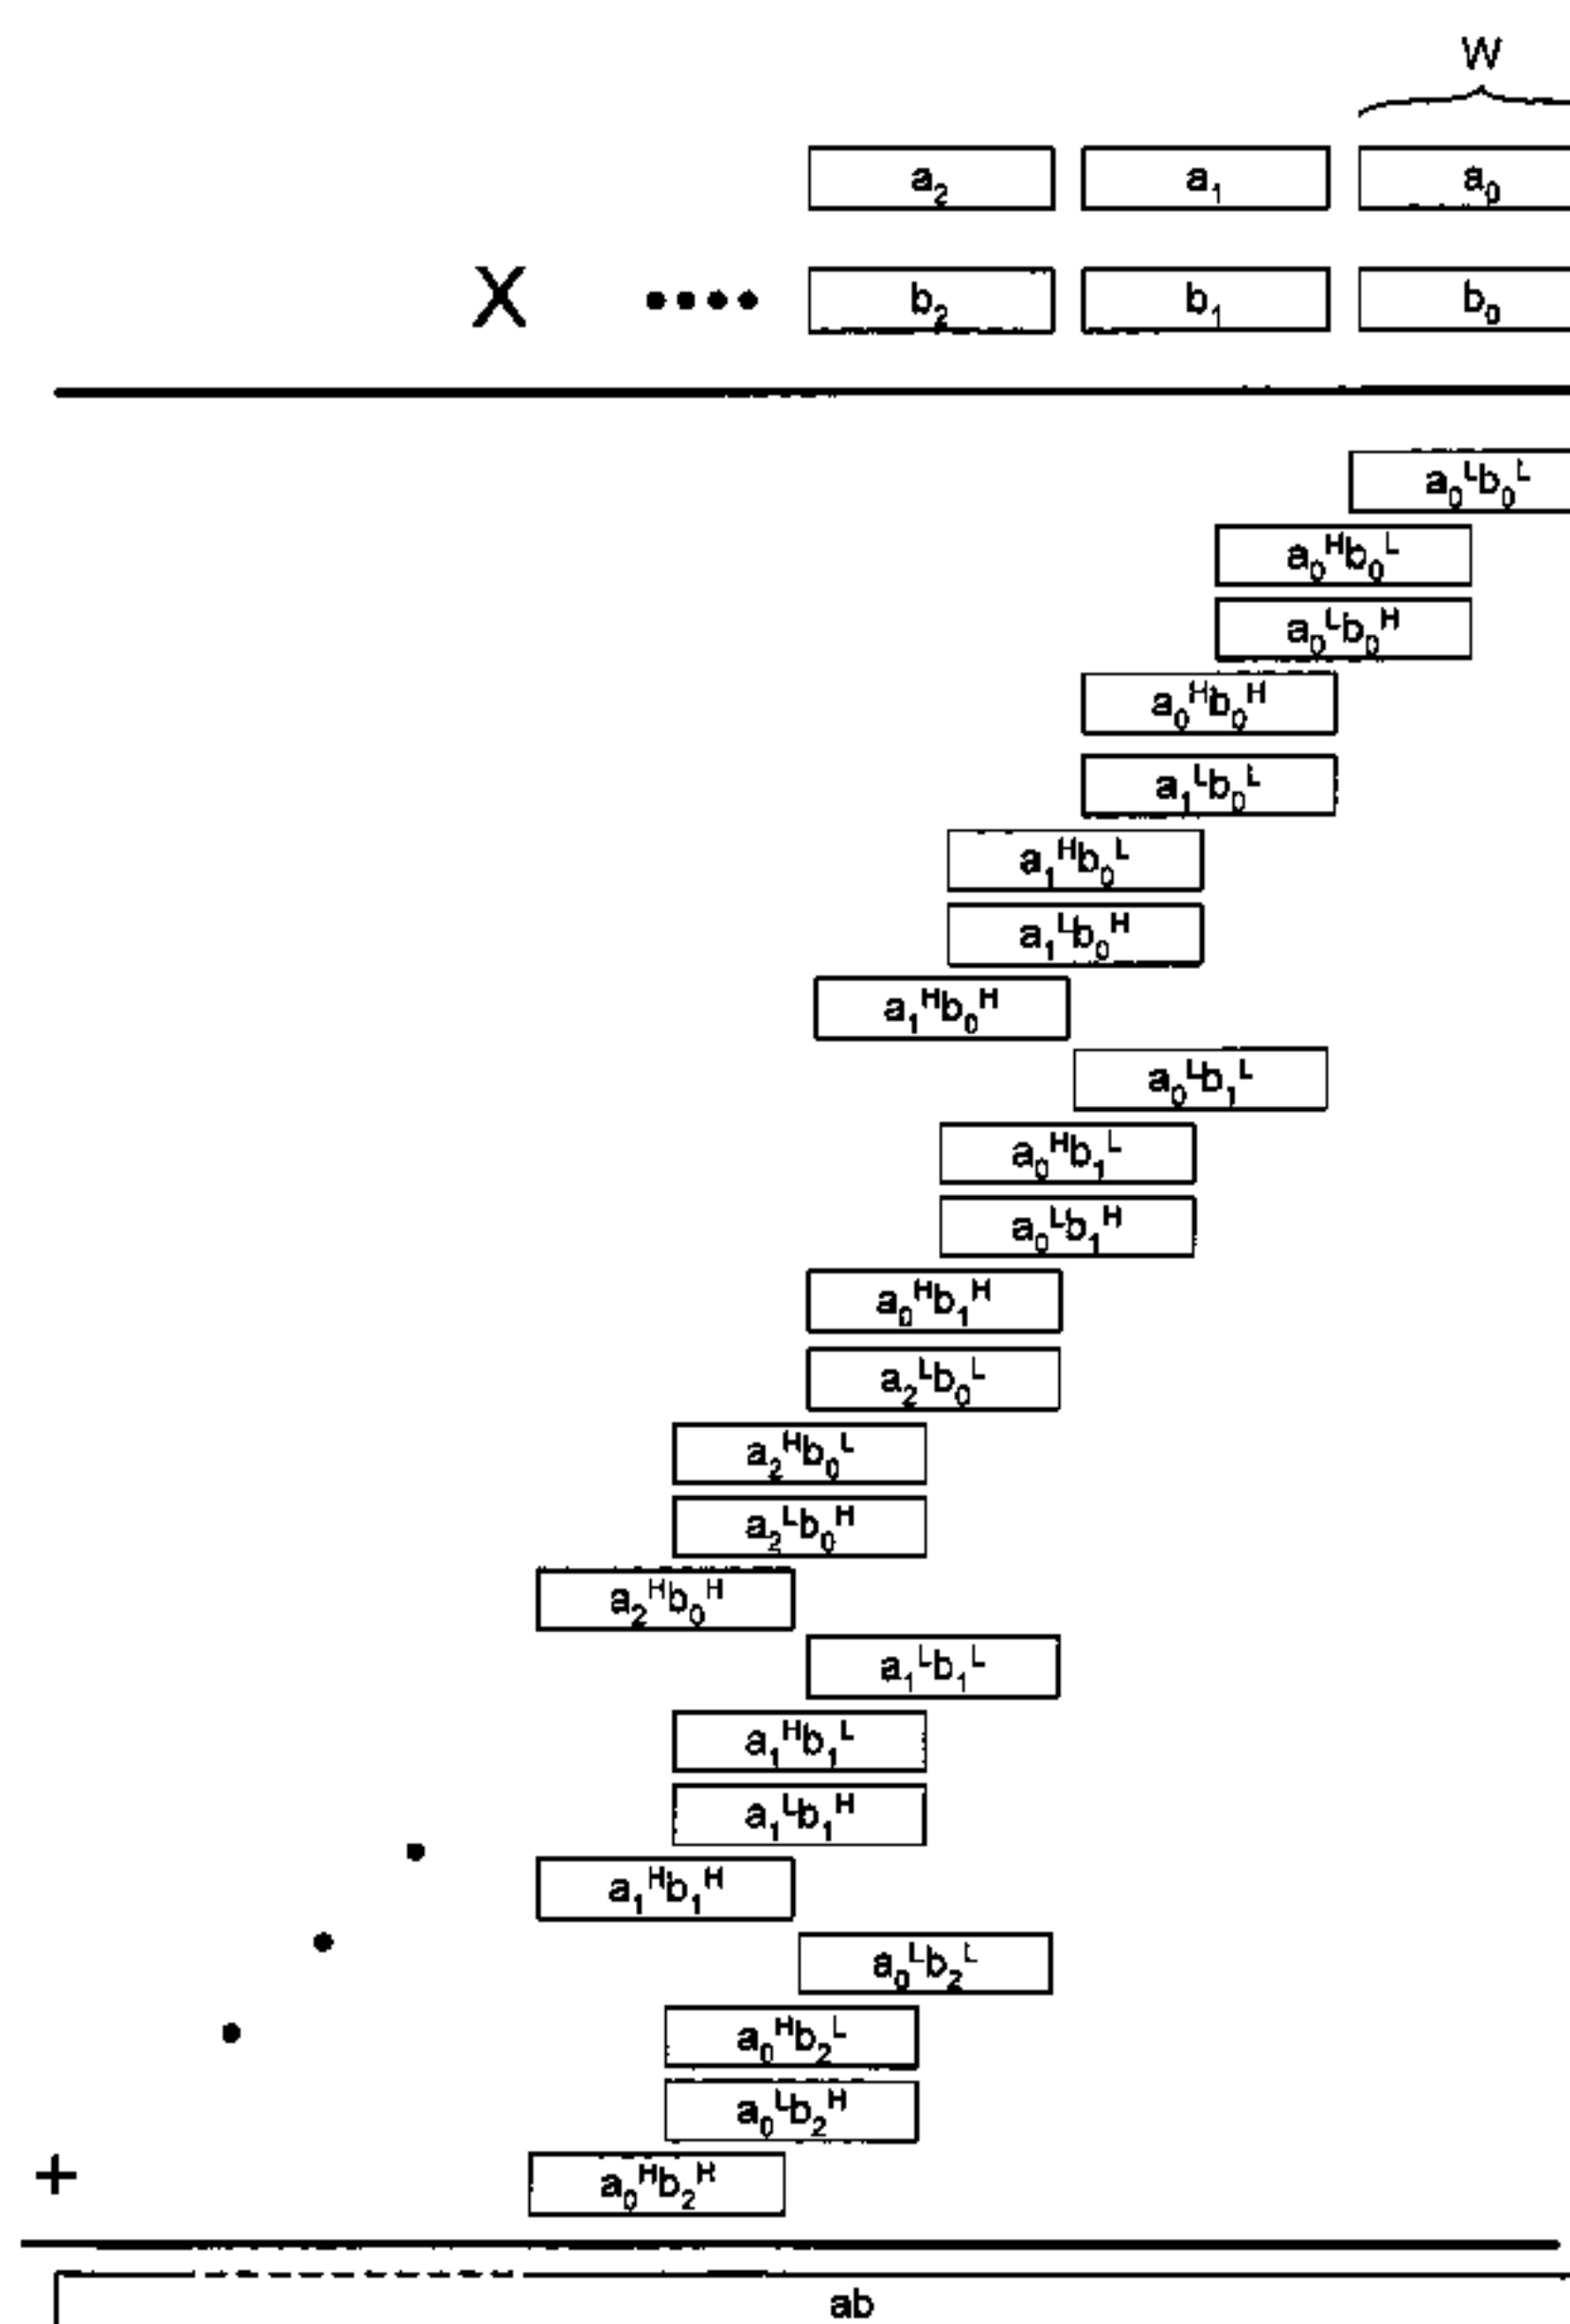 W
a₂ a₁ a₀
X •••• b₂ b₁ b₀
a₀ᴸb₀ᴸ
a₀ᴴb₀ᴸ
a₀ᴸb₀ᴴ
a₀ᴴb₀ᴴ
a₁ᴸb₀ᴸ
a₁ᴴb₀ᴸ
a₁ᴸb₀ᴴ
a₁ᴴb₀ᴴ
a₀ᴸb₁ᴸ
a₀ᴴb₁ᴸ
a₀ᴸb₁ᴴ
a₀ᴴb₁ᴴ
a₂ᴸb₀ᴸ
a₂ᴴb₀ᴸ
a₂ᴸb₀ᴴ
a₂ᴴb₀ᴴ
a₁ᴸb₁ᴸ
a₁ᴴb₁ᴸ
a₁ᴸb₁ᴴ
a₁ᴴb₁ᴴ
a₀ᴸb₂ᴸ
a₀ᴴb₂ᴸ
a₀ᴸb₂ᴴ
+ a₀ᴴb₂ᴴ
ab